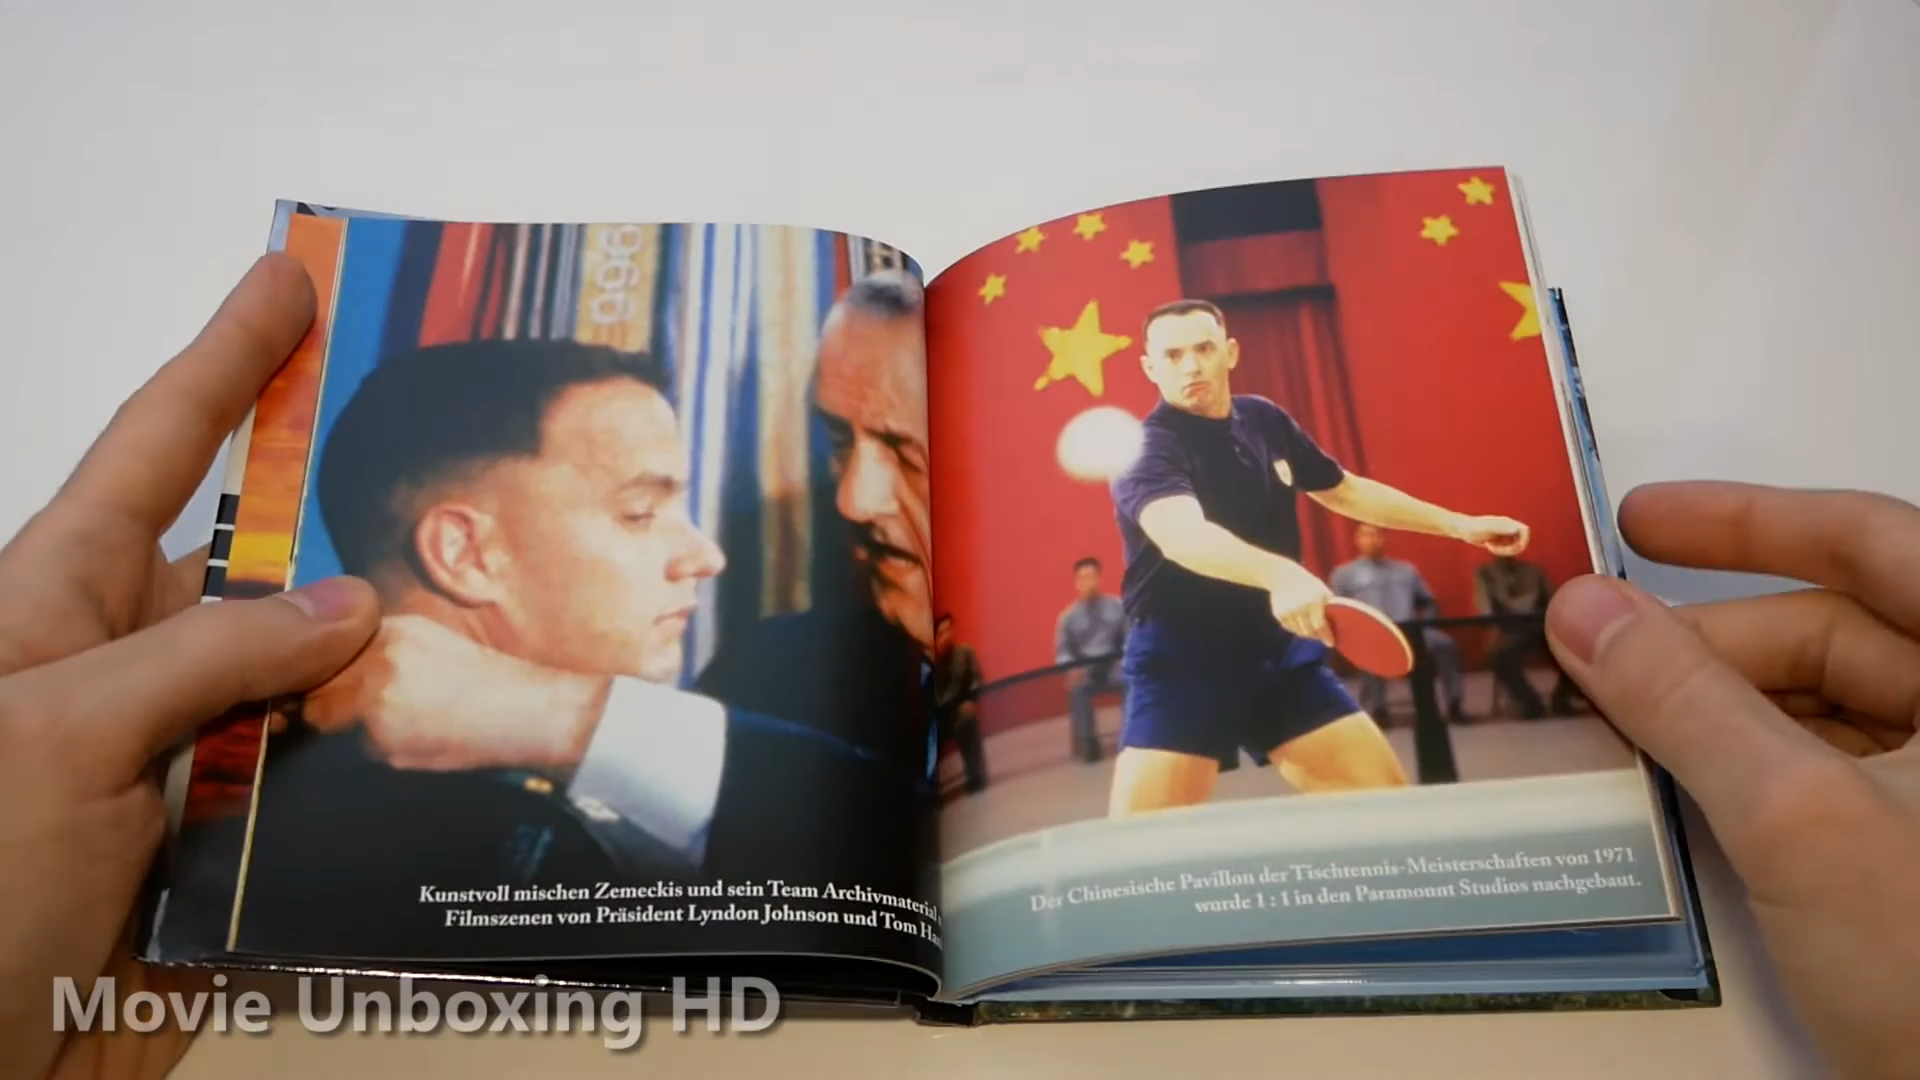 Kunstvoll mischen Zemeckis und sein Team Archivmaterial
Filmszenen von Präsident Lyndon Johnson und Tom
Der Chinesische Pavillon der Tischtennis-Meisterschaften von 1971
wurde 1 : 1 in den Paramount Studios nachgebaut.
Movie Unboxing HD